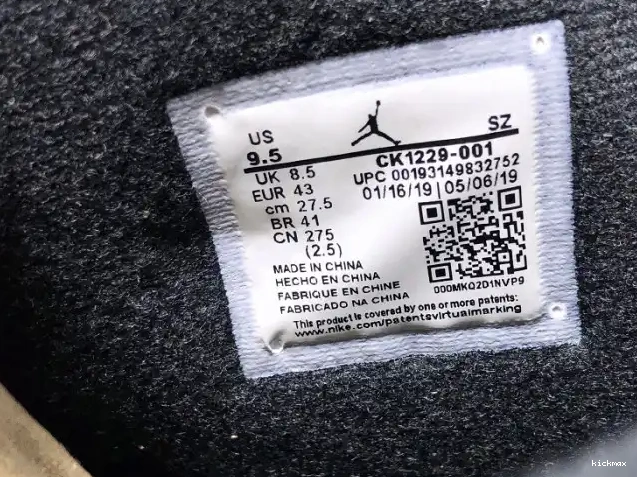 US
SZ
9.5
CK1229-001
UK 8.5
UPC 00193149832752
EUR 43
01/16/19 | 05/06/19
cm 27.5
BR 41
CN 275
(2.5)
MADE IN CHINA
HECHO EN CHINA
FABRIQUE EN CHINE
FABRICADO NA CHINA
000MKQ2D1NVP9
This product is covered by one or more patents:
www.nike.com/patentsvirtualmarking
kickmax